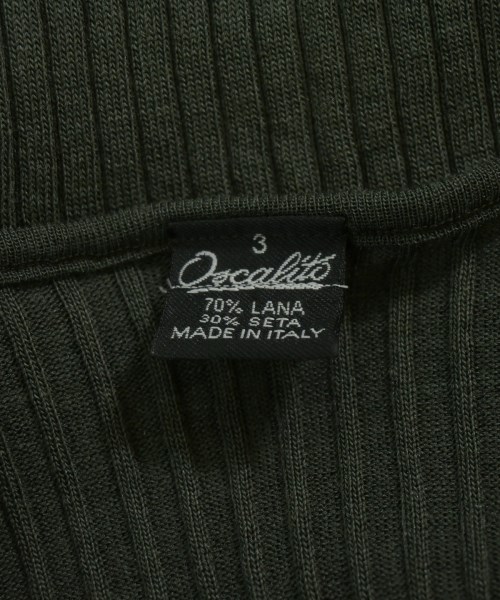 3
Oscalito
70% LANA
30% SETA
MADE IN ITALY